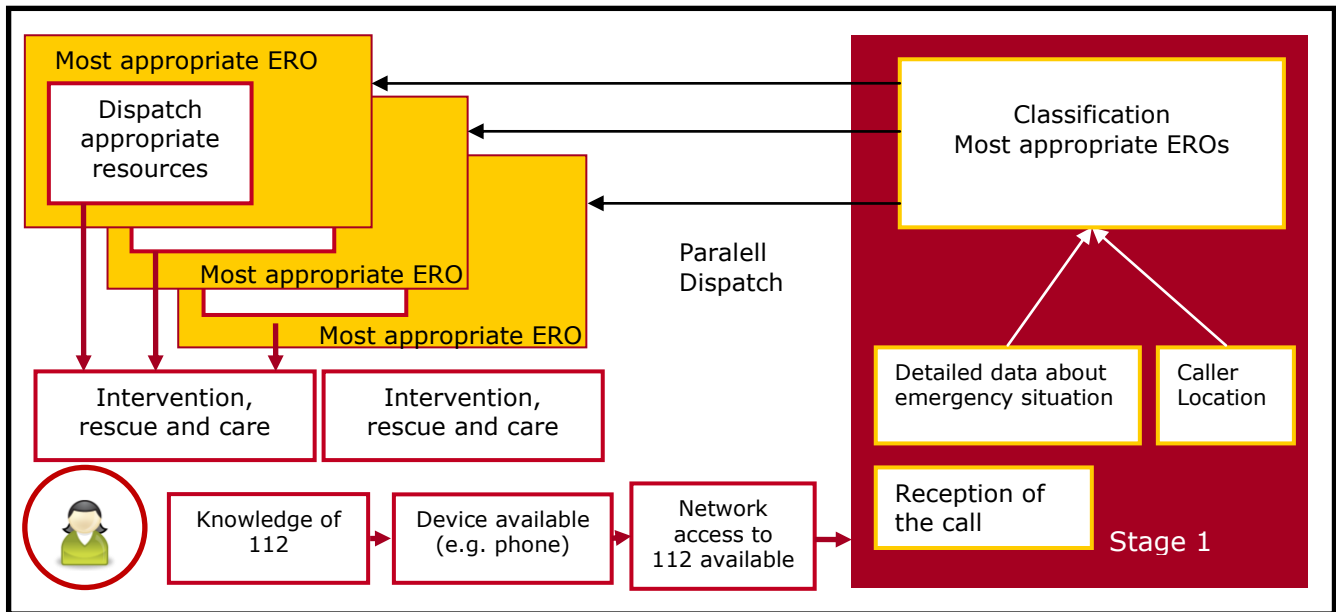 Most appropriate ERO
Dispatch
appropriate
resources
Most appropriate ERO
Most appropriate ERO
Paralell
Dispatch
Classification
Most appropriate EROs
Detailed data about
emergency situation
Caller
Location
Reception of
the call
Stage 1
Intervention,
rescue and care
Intervention,
rescue and care
Knowledge of
112
Device available
(e.g. phone)
Network
access to
112 available